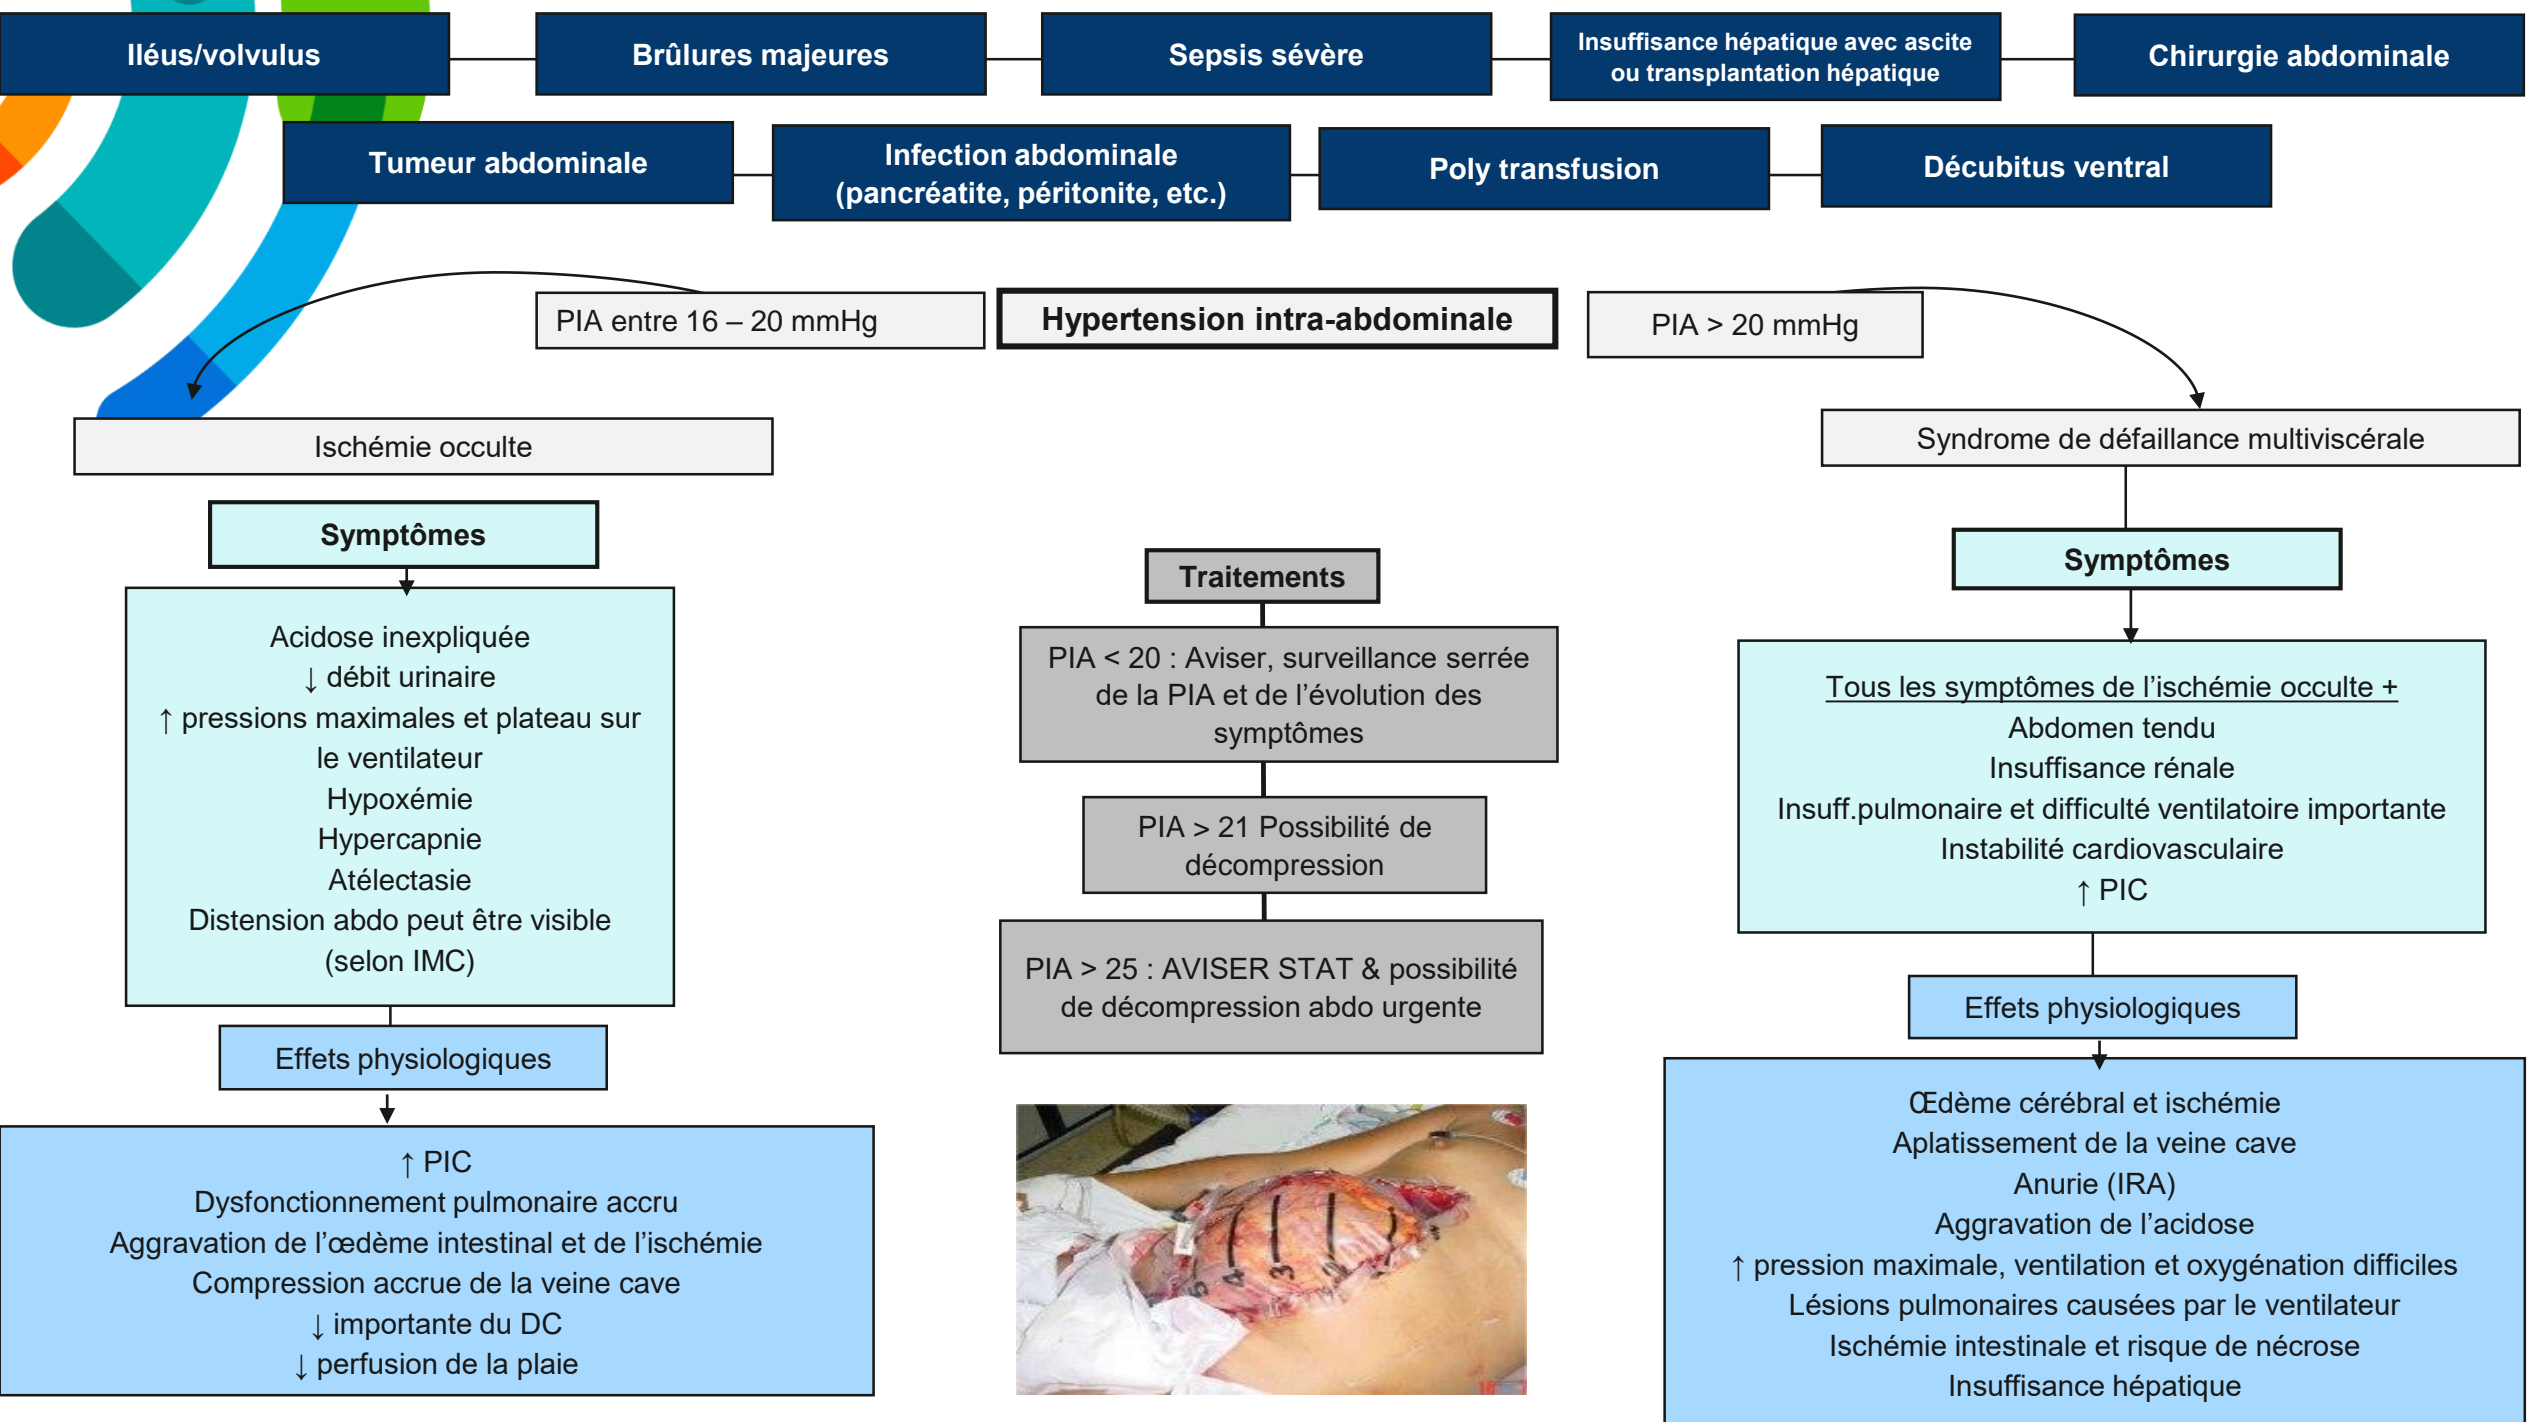 Iléus/volvulus
Brûlures majeures
Sepsis sévère
Insuffisance hépatique avec ascite
ou transplantation hépatique
Chirurgie abdominale
Tumeur abdominale
Infection abdominale
(pancréatite, péritonite, etc.)
Poly transfusion
Décubitus ventral
PIA entre 16 – 20 mmHg
Hypertension intra-abdominale
PIA > 20 mmHg
Ischémie occulte
Syndrome de défaillance multiviscérale
Symptômes
Acidose inexpliquée
↓ débit urinaire
↑ pressions maximales et plateau sur
le ventilateur
Hypoxémie
Hypercapnie
Atélectasie
Distension abdo peut être visible
(selon IMC)
Effets physiologiques
↑ PIC
Dysfonctionnement pulmonaire accru
Aggravation de l’œdème intestinal et de l’ischémie
Compression accrue de la veine cave
↓ importante du DC
↓ perfusion de la plaie
Traitements
PIA < 20 : Aviser, surveillance serrée
de la PIA et de l’évolution des
symptômes
PIA > 21 Possibilité de
décompression
PIA > 25 : AVISER STAT & possibilité
de décompression abdo urgente
5 4 3 2 1
Symptômes
Tous les symptômes de l’ischémie occulte +
Abdomen tendu
Insuffisance rénale
Insuff.pulmonaire et difficulté ventilatoire importante
Instabilité cardiovasculaire
↑ PIC
Effets physiologiques
Œdème cérébral et ischémie
Aplatissement de la veine cave
Anurie (IRA)
Aggravation de l’acidose
↑ pression maximale, ventilation et oxygénation difficiles
Lésions pulmonaires causées par le ventilateur
Ischémie intestinale et risque de nécrose
Insuffisance hépatique